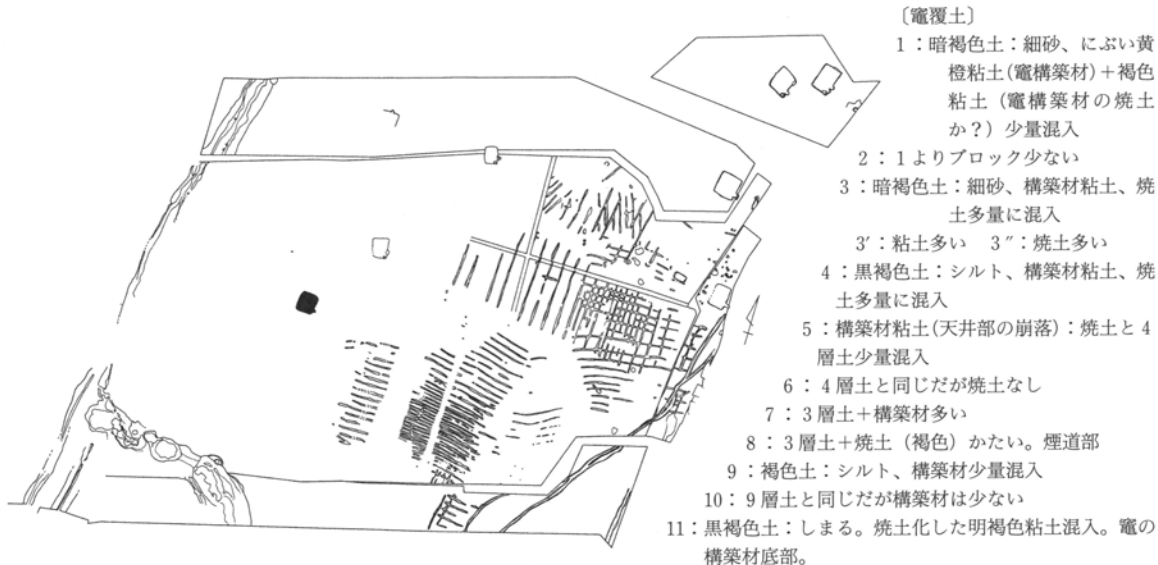 〔竈覆土〕
1：暗褐色土：細砂、にぶい黄
橙粘土(竈構築材)＋褐色
粘土（竈構築材の焼土
か？）少量混入
2：1よりブロック少ない
3：暗褐色土：細砂、構築材粘土、焼
土多量に混入
3′：粘土多い　3″：焼土多い
4：黒褐色土：シルト、構築材粘土、焼
土多量に混入
5：構築材粘土(天井部の崩落)：焼土と4
層土少量混入
6：4層土と同じだが焼土なし
7：3層土＋構築材多い
8：3層土＋焼土（褐色）かたい。煙道部
9：褐色土：シルト、構築材少量混入
10：9層土と同じだが構築材は少ない
11：黒褐色土：しまる。焼土化した明褐色粘土混入。竈の
構築材底部。